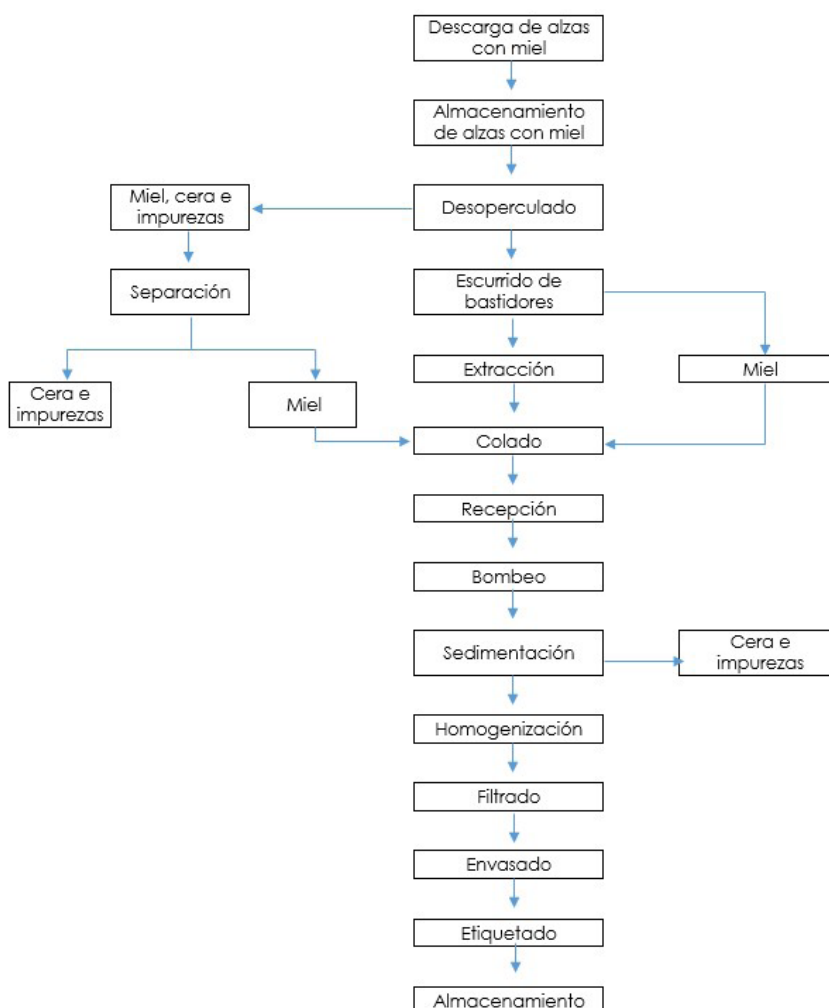 Descarga de alzas
con miel
Almacenamiento
de alzas con miel
Miel, cera e
impurezas
Desoperculado
Separación
Escurrido de
bastidores
Cera e
impurezas
Miel
Extracción
Miel
Colado
Recepción
Bombeo
Sedimentación
Cera e
impurezas
Homogenización
Filtrado
Envasado
Etiquetado
Almacenamiento